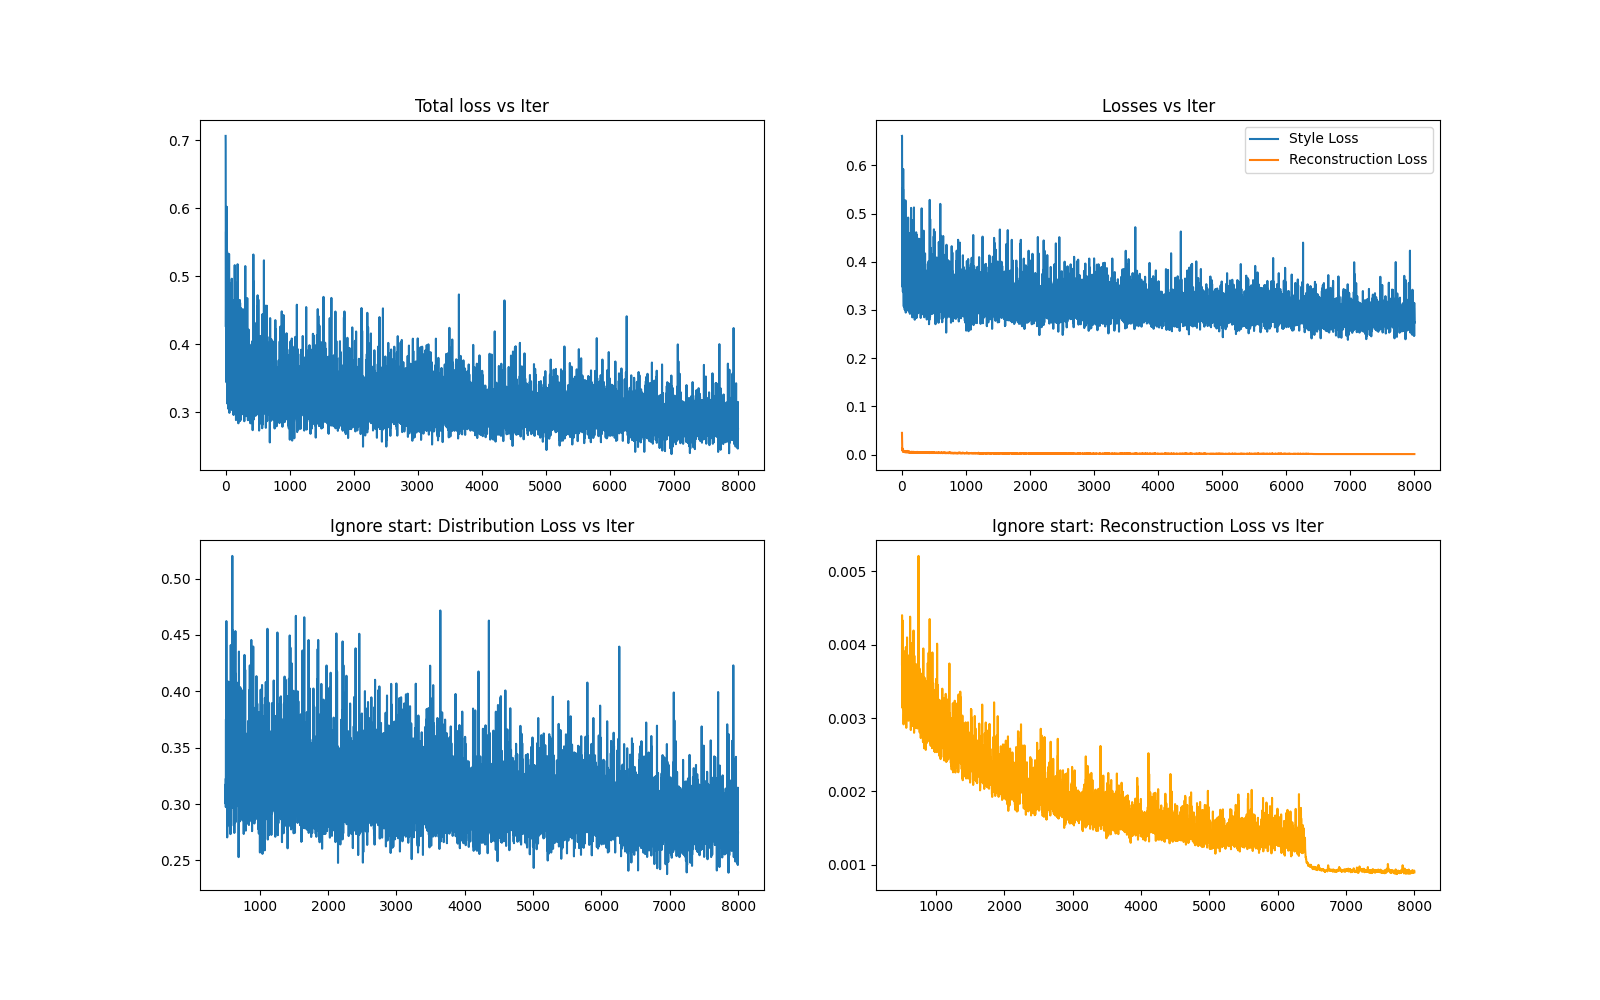 Total loss vs Iter
0.7
0.6
0.5
0.4
0.3
0 1000 2000 3000 4000 5000 6000 7000 8000
Losses vs Iter
Style Loss
Reconstruction Loss
0.6
0.5
0.4
0.3
0.2
0.1
0.0
0 1000 2000 3000 4000 5000 6000 7000 8000
Ignore start: Distribution Loss vs Iter
0.50
0.45
0.40
0.35
0.30
0.25
1000 2000 3000 4000 5000 6000 7000 8000
Ignore start: Reconstruction Loss vs Iter
0.005
0.004
0.003
0.002
0.001
1000 2000 3000 4000 5000 6000 7000 8000